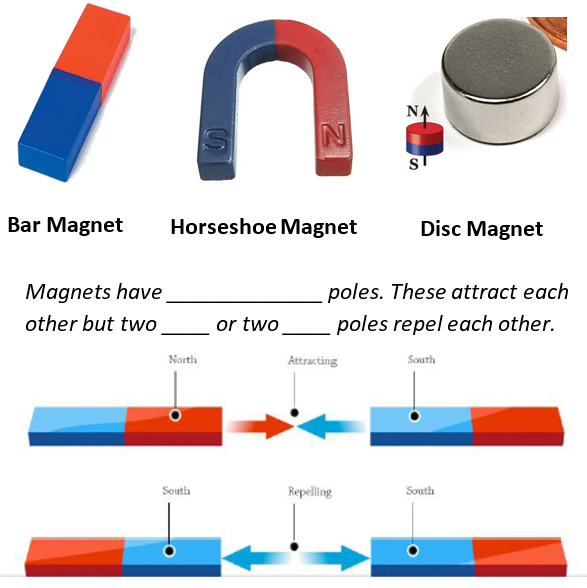 S
N
N
S
Bar Magnet
Horseshoe Magnet
Disc Magnet
Magnets have _____________ poles. These attract each
other but two ____ or two ____ poles repel each other.
North
Attracting
South
South
Repelling
South